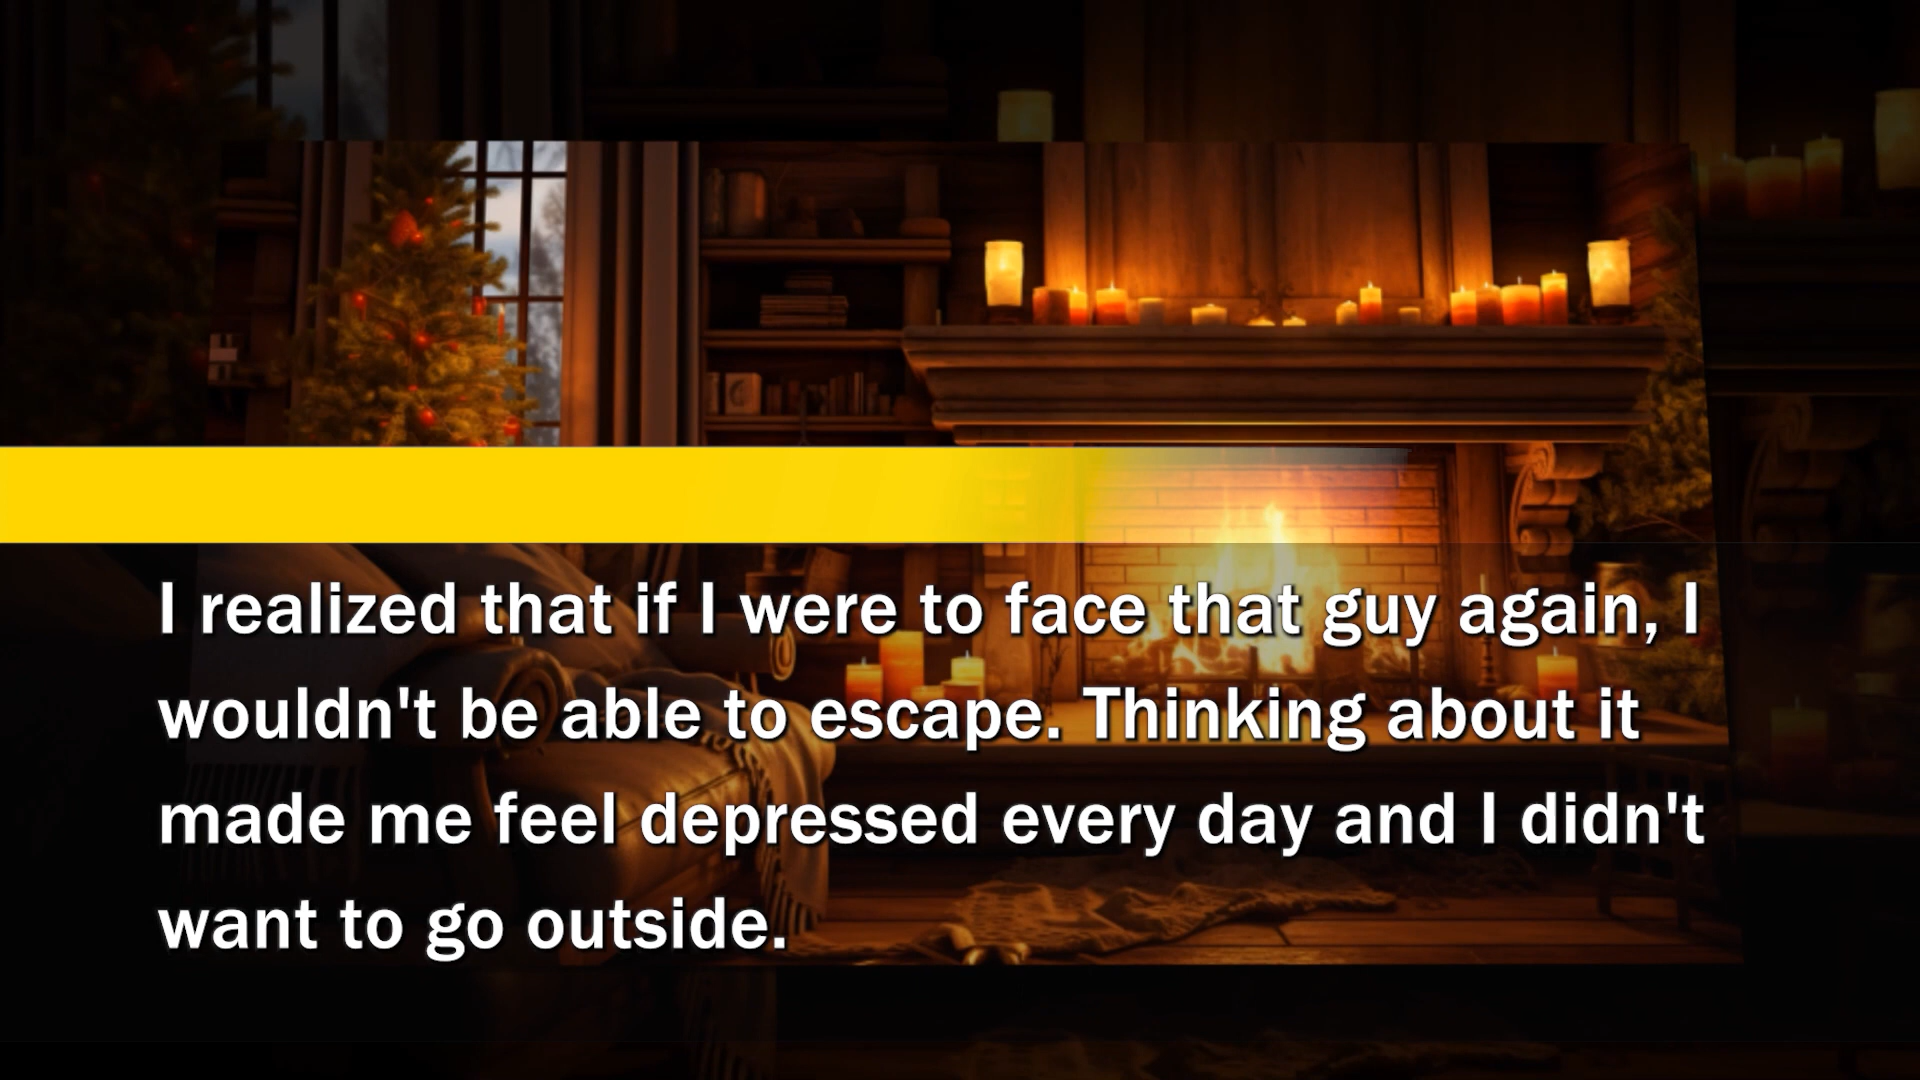 I realized that if I were to face that guy again, I
wouldn't be able to escape. Thinking about it
made me feel depressed every day and I didn't
want to go outside.